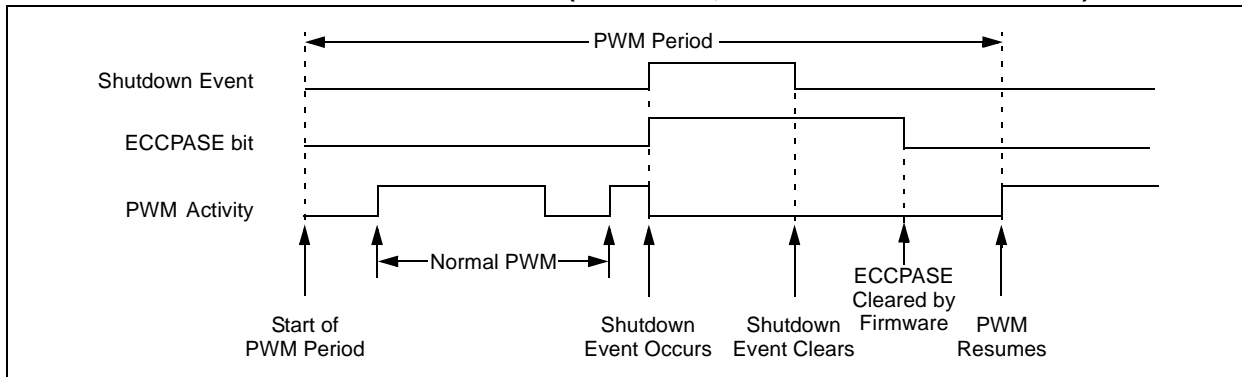 PWM Period
Shutdown Event
ECCPASE bit
PWM Activity
Normal PWM
Start of
PWM Period
Shutdown
Event Occurs
Shutdown
Event Clears
ECCPASE
Cleared by
Firmware
PWM
Resumes